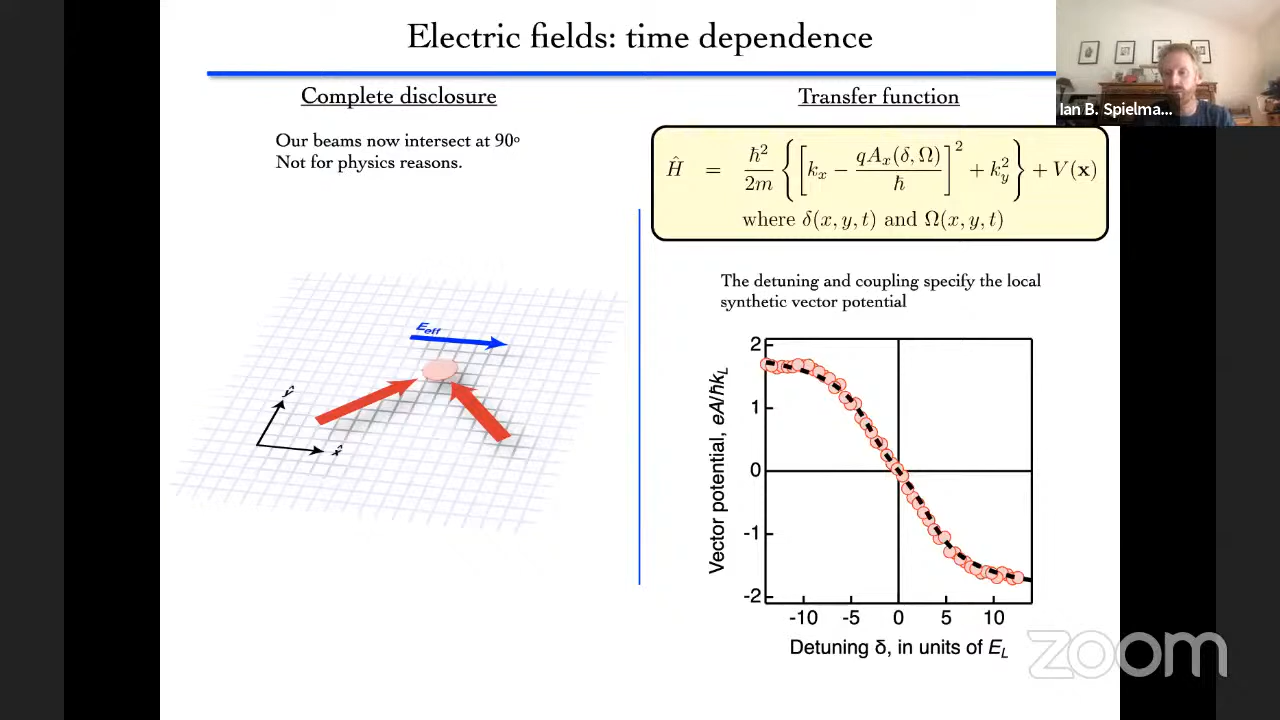 Electric fields: time dependence
Ian B. Spielma...
Complete disclosure
Our beams now intersect at 90º
Not for physics reasons.
E_eff
ŷ
x̂
Transfer function
Ĥ = ħ²/2m { [ k_x − qA_x(δ, Ω)/ħ ]² + k_y² } + V(x)
where δ(x, y, t) and Ω(x, y, t)
The detuning and coupling specify the local
synthetic vector potential
Vector potential, eA/ħk_L
2
1
0
-1
-2
-10 -5 0 5 10
Detuning δ, in units of E_L
zoom